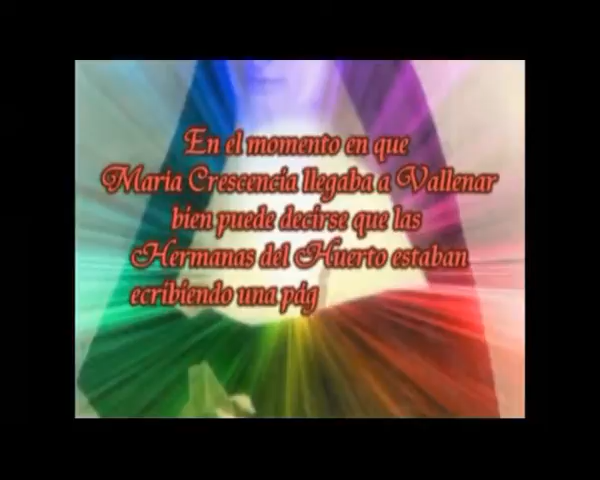 En el momento en que
María Crescencia llegaba a Vallenar
bien puede decirse que las
Hermanas del Huerto estaban
ecribiendo una pág